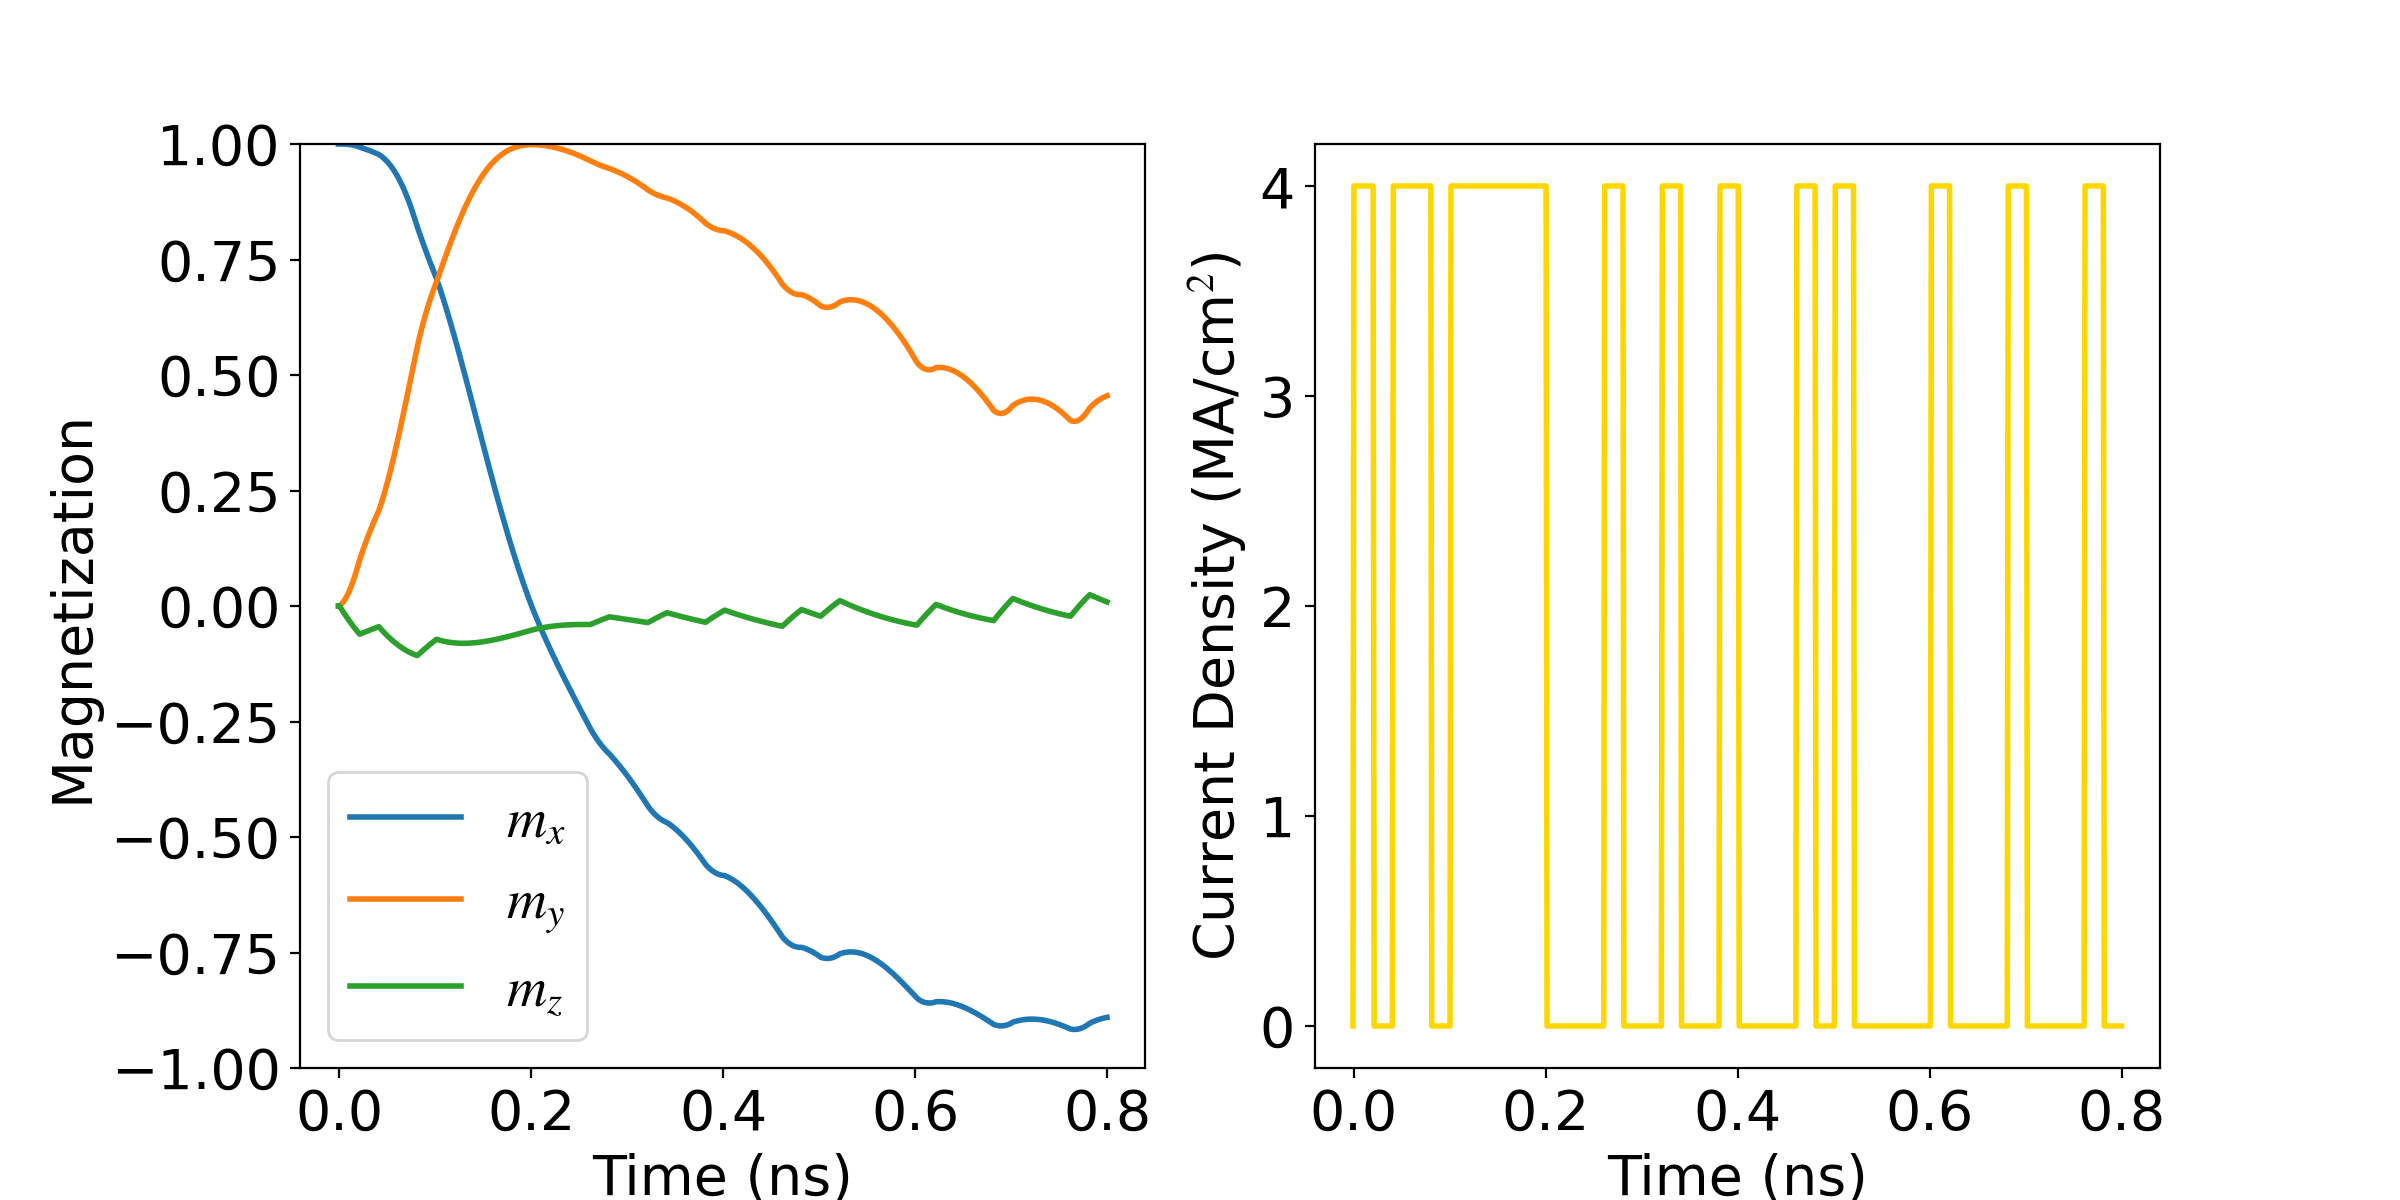 Magnetization
1.00
0.75
0.50
0.25
0.00
−0.25
−0.50
−0.75
−1.00
m_x
m_y
m_z
0.0 0.2 0.4 0.6 0.8
Time (ns)
Current Density (MA/cm²)
4
3
2
1
0
0.0 0.2 0.4 0.6 0.8
Time (ns)